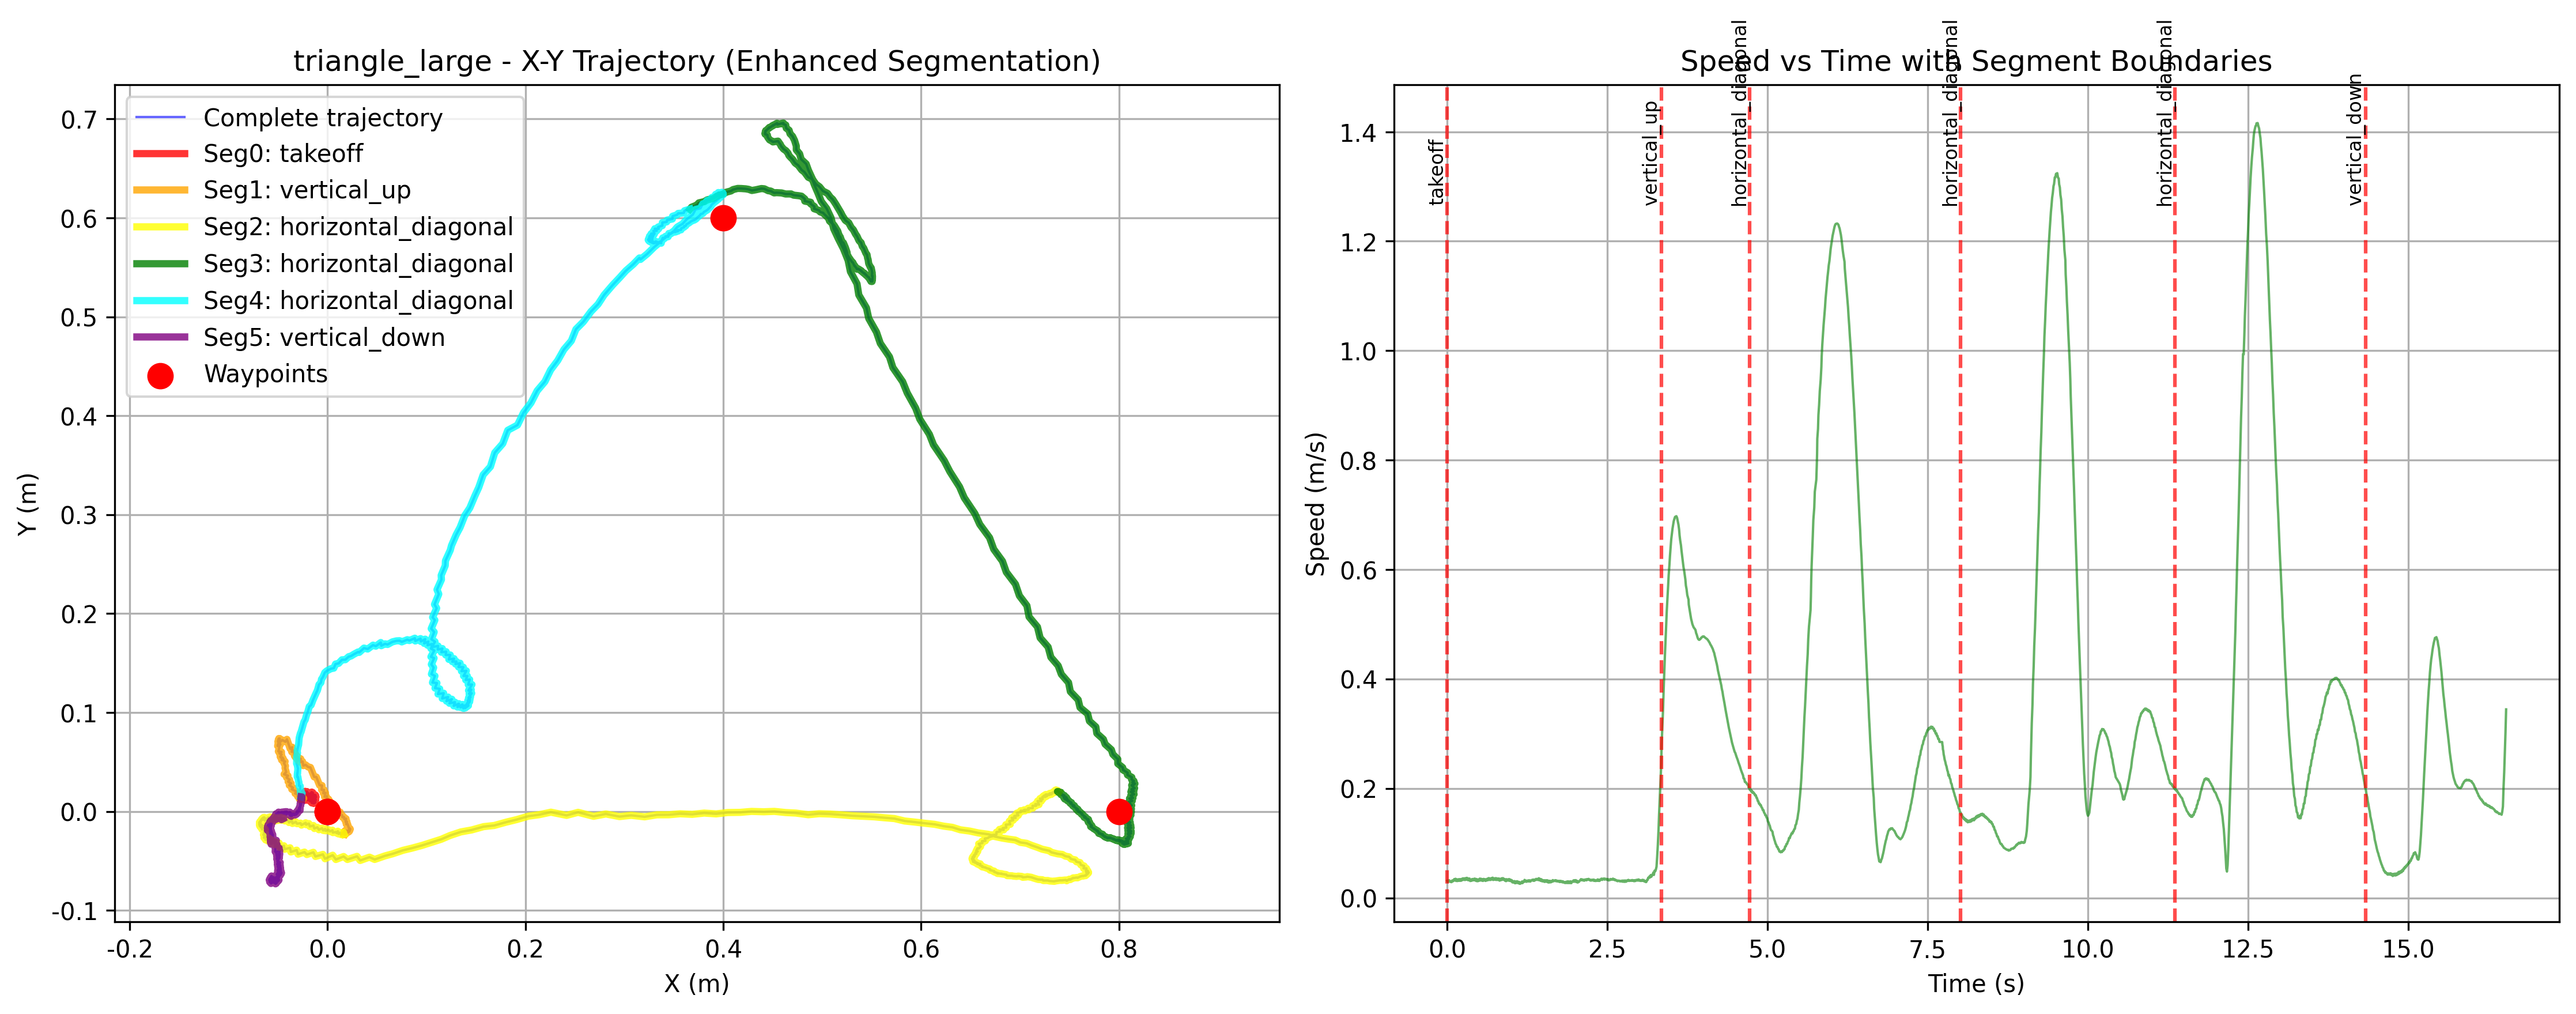 triangle_large - X-Y Trajectory (Enhanced Segmentation)
Complete trajectory
Seg0: takeoff
Seg1: vertical_up
Seg2: horizontal_diagonal
Seg3: horizontal_diagonal
Seg4: horizontal_diagonal
Seg5: vertical_down
Waypoints
0.7
0.6
0.5
0.4
0.3
0.2
0.1
0.0
-0.1
Y (m)
-0.2
0.0
0.2
0.4
0.6
0.8
X (m)
Speed vs Time with Segment Boundaries
takeoff
vertical_up
horizontal_diagonal
horizontal_diagonal
horizontal_diagonal
vertical_down
1.4
1.2
1.0
0.8
0.6
0.4
0.2
0.0
Speed (m/s)
0.0
2.5
5.0
7.5
10.0
12.5
15.0
Time (s)